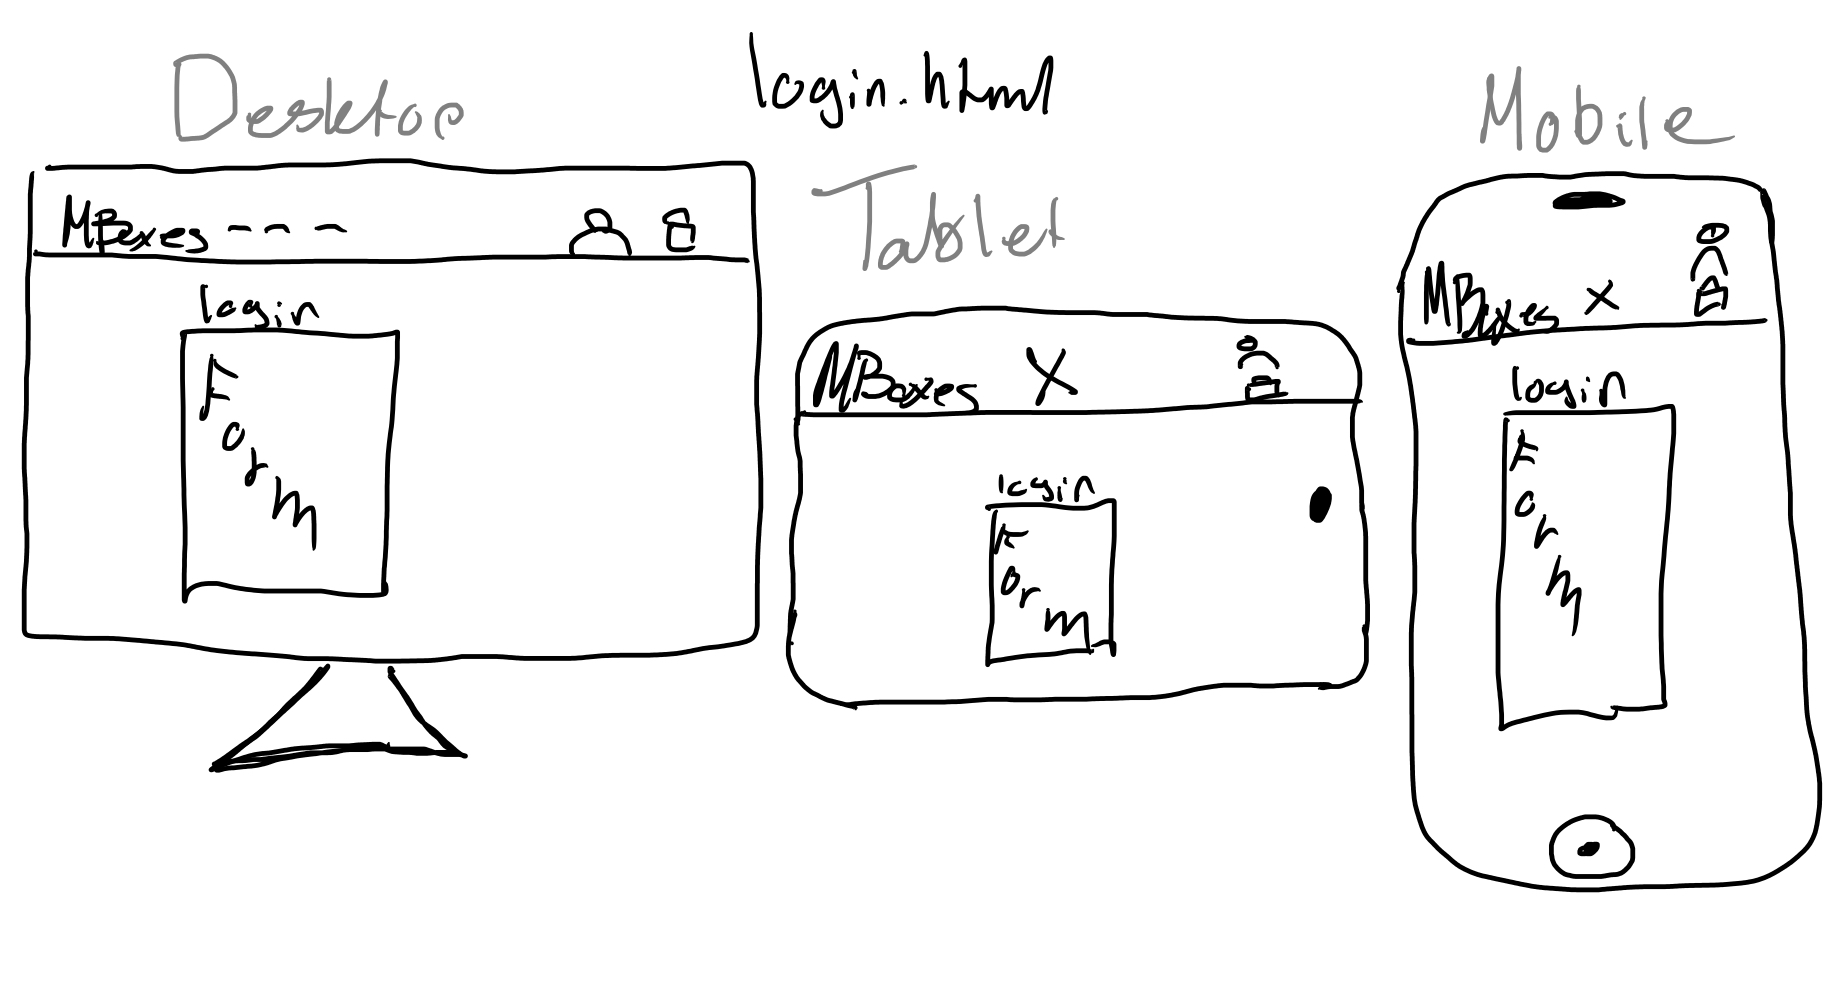 login.html
Desktop
MBoxes - - -
login
Form
Tablet
MBoxes X
login
Form
Mobile
MBoxes X
login
Form